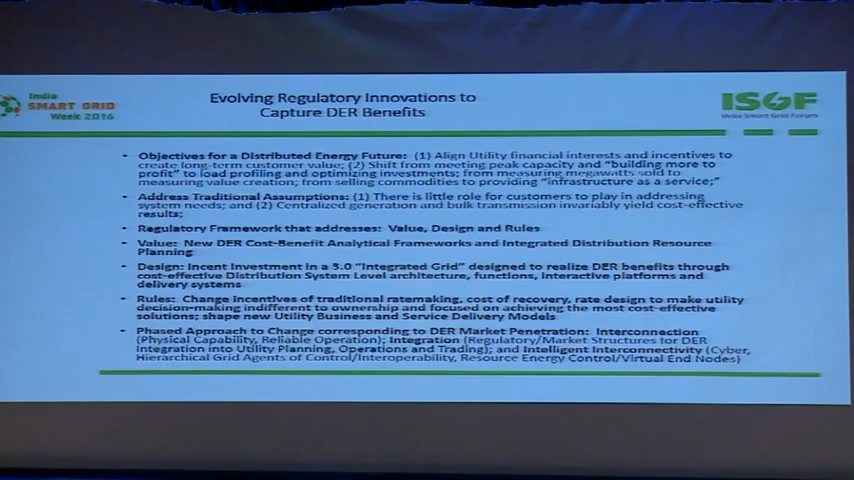 India
SMART GRID
Week 2016
Evolving Regulatory Innovations to
Capture DER Benefits
ISGF
India Smart Grid Forum
• Objectives for a Distributed Energy Future: (1) Align Utility financial interests and incentives to
create long-term customer value; (2) Shift from meeting peak capacity and "building more to
profit" to load profiling and optimizing investments; from measuring megawatts sold to
measuring value creation; from selling commodities to providing "infrastructure as a service;"
• Address Traditional Assumptions: (1) There is little role for customers to play in addressing
system needs; and (2) Centralized generation and bulk transmission invariably yield cost-effective
results;
• Regulatory Framework that addresses: Value, Design and Rules
• Value: New DER Cost-Benefit Analytical Frameworks and Integrated Distribution Resource
Planning
• Design: Incent Investment in a 3.0 "Integrated Grid" designed to realize DER benefits through
cost-effective Distribution System Level architecture, functions, interactive platforms and
delivery systems
• Rules: Change incentives of traditional ratemaking, cost of recovery, rate design to make utility
decision-making indifferent to ownership and focused on achieving the most cost-effective
solutions; shape new Utility Business and Service Delivery Models
• Phased Approach to Change corresponding to DER Market Penetration: Interconnection
(Physical Capability, Reliable Operation); Integration (Regulatory/Market Structures for DER
Integration into Utility Planning, Operations and Trading); and Intelligent Interconnectivity (Cyber,
Hierarchical Grid Agents of Control/Interoperability, Resource Energy Control/Virtual End Nodes)